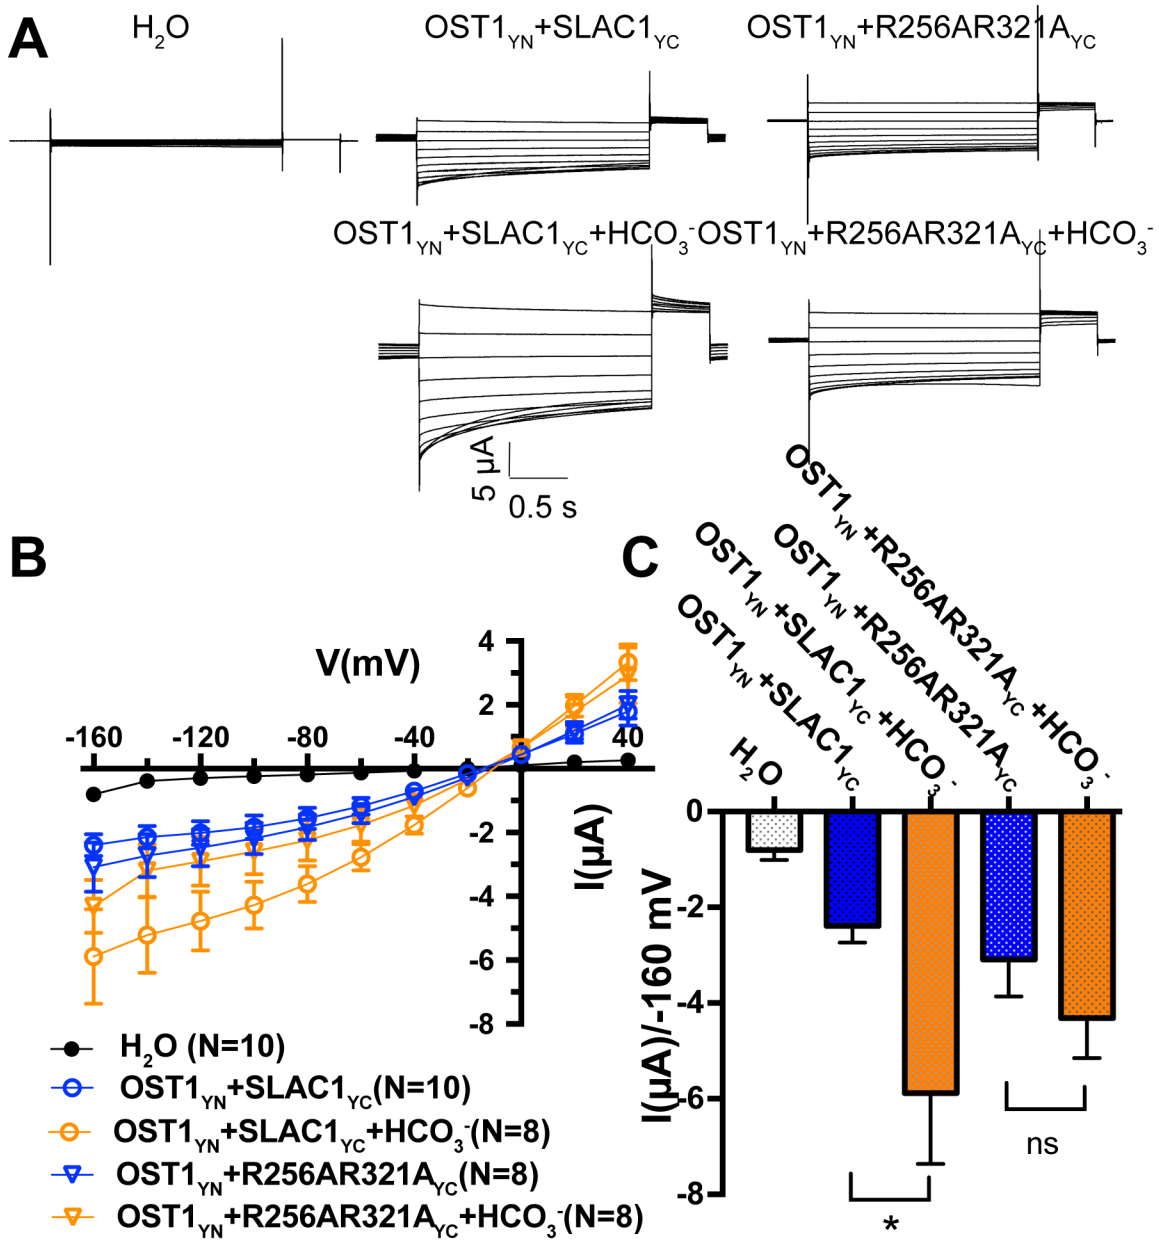 A
H₂O
OST1YN+SLAC1YC
OST1YN+R256AR321AYC
OST1YN+SLAC1YC+HCO₃⁻
OST1YN+R256AR321AYC+HCO₃⁻
5 µA
0.5 s
B
V(mV)
4
2
-160 -120 -80 -40 40
-2
-4
-6
-8
I(µA)
H₂O (N=10)
OST1YN+SLAC1YC(N=10)
OST1YN+SLAC1YC+HCO₃⁻(N=8)
OST1YN+R256AR321AYC(N=8)
OST1YN+R256AR321AYC+HCO₃⁻(N=8)
C
H₂O
OST1YN+SLAC1YC
OST1YN+SLAC1YC+HCO₃⁻
OST1YN+R256AR321AYC
OST1YN+R256AR321AYC+HCO₃⁻
0
-2
-4
-6
-8
I(µA)/-160 mV
*
ns